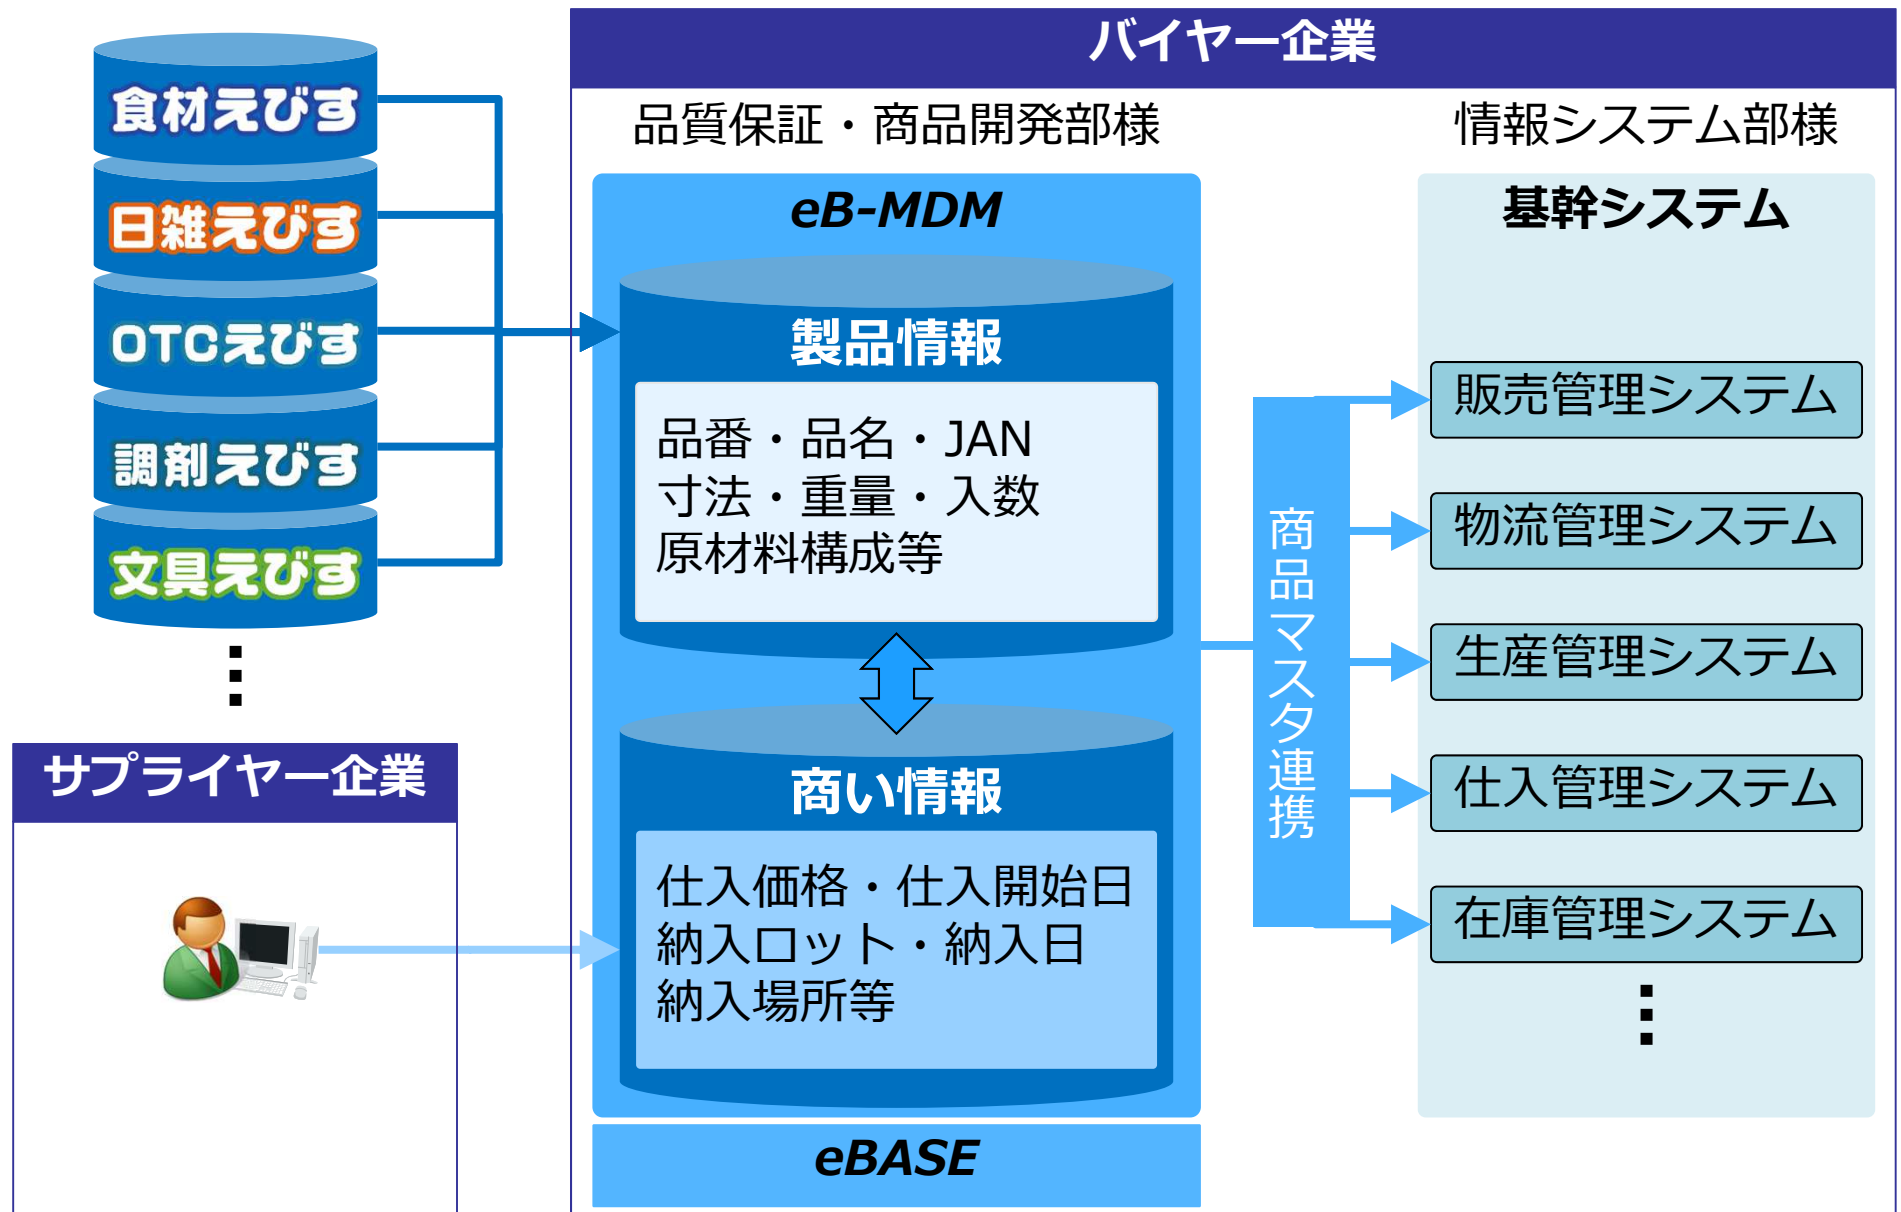 食材えびす
日雑えびす
OTCえびす
調剤えびす
文具えびす
サプライヤー企業
バイヤー企業
品質保証・商品開発部様
eB-MDM
製品情報
品番・品名・JAN
寸法・重量・入数
原材料構成等
商い情報
仕入価格・仕入開始日
納入ロット・納入日
納入場所等
eBASE
商品マスタ連携
情報システム部様
基幹システム
販売管理システム
物流管理システム
生産管理システム
仕入管理システム
在庫管理システム